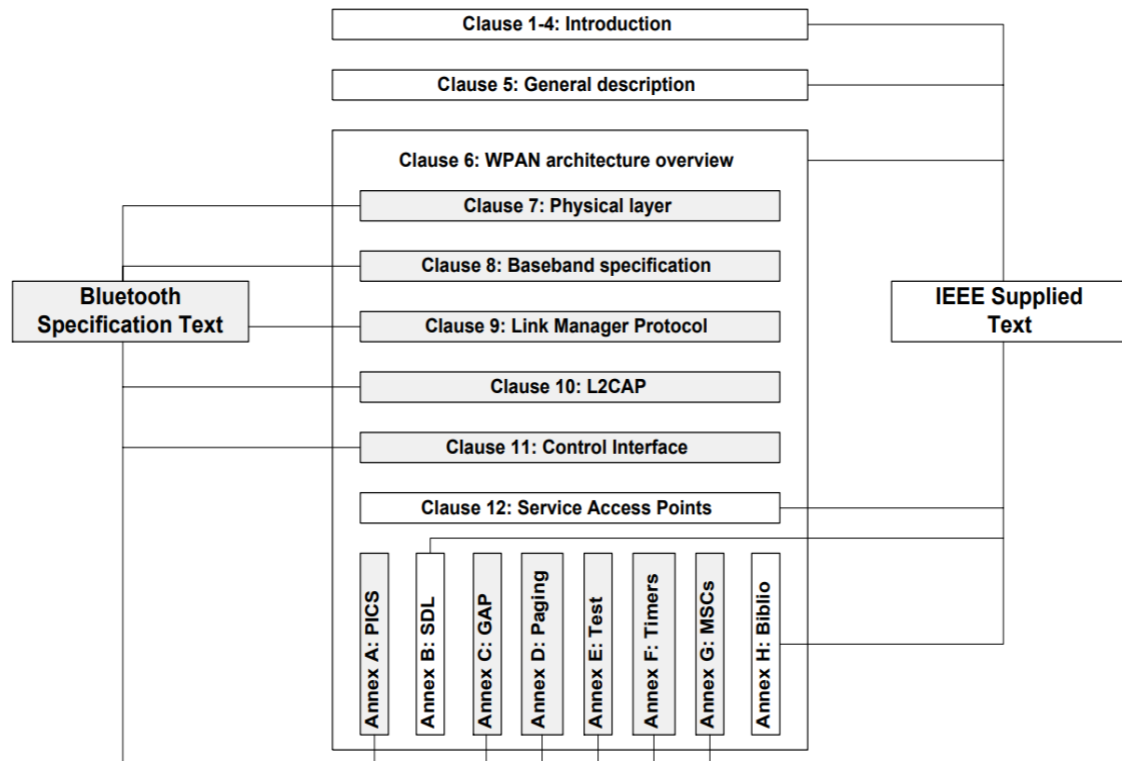 Clause 1-4: Introduction
Clause 5: General description
Clause 6: WPAN architecture overview
Clause 7: Physical layer
Clause 8: Baseband specification
Bluetooth
Specification Text
IEEE Supplied
Text
Clause 9: Link Manager Protocol
Clause 10: L2CAP
Clause 11: Control Interface
Clause 12: Service Access Points
Annex A: PICS
Annex B: SDL
Annex C: GAP
Annex D: Paging
Annex E: Test
Annex F: Timers
Annex G: MSCs
Annex H: Biblio